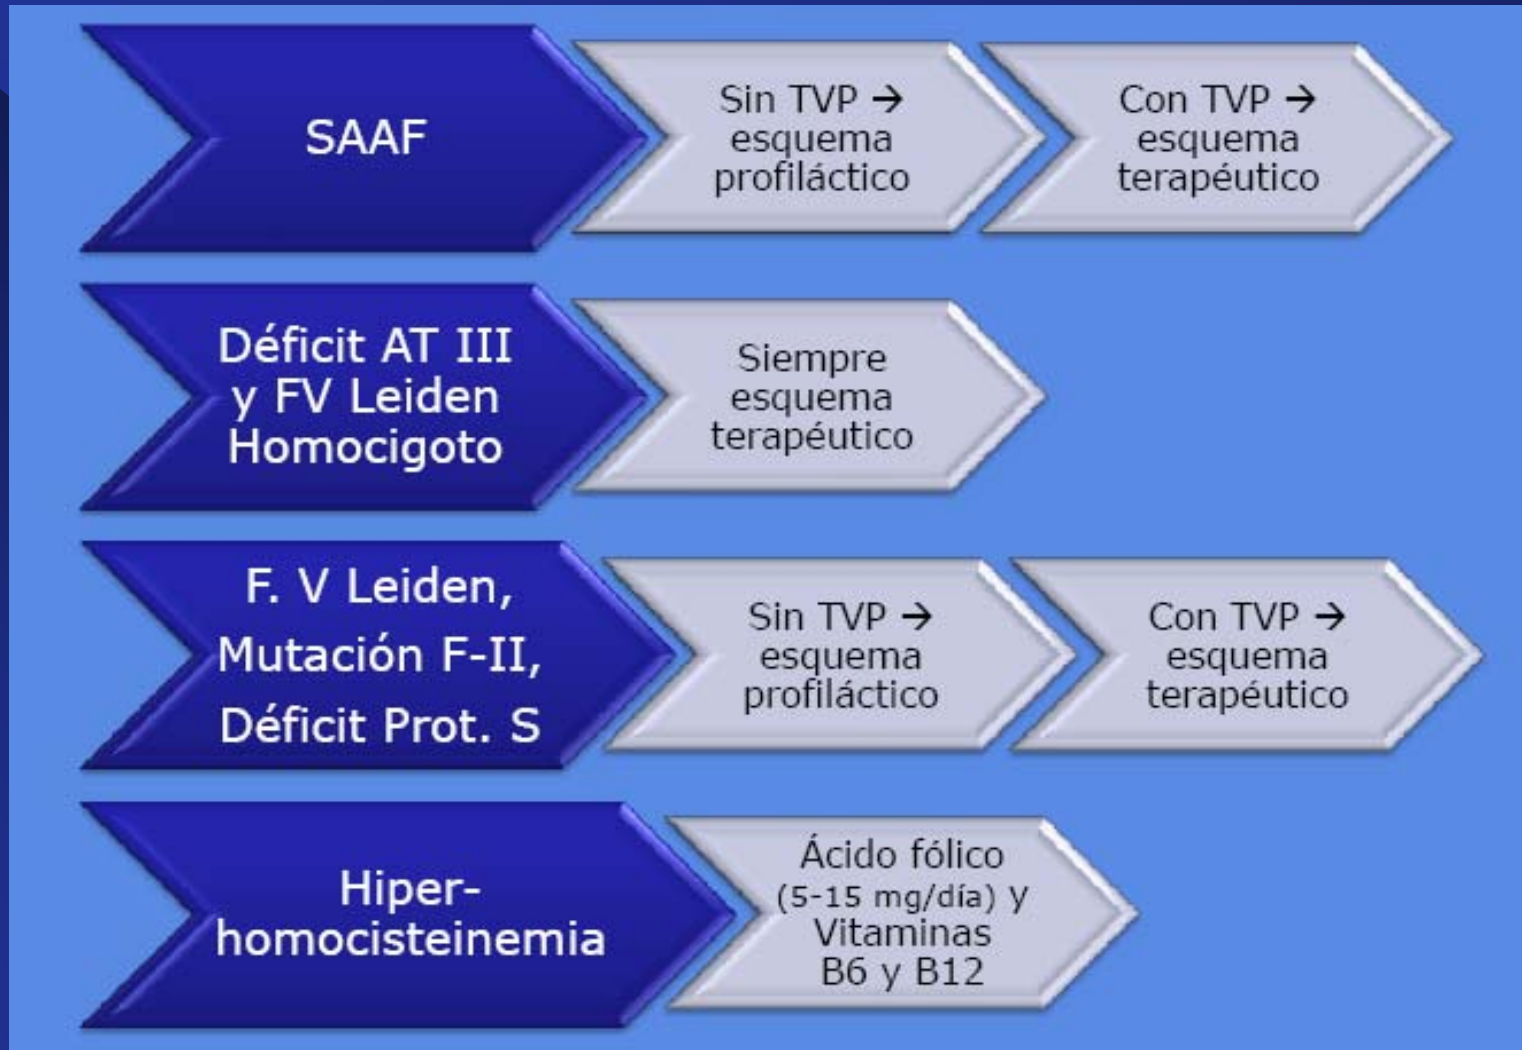 SAAF
Sin TVP →
esquema
profiláctico
Con TVP →
esquema
terapéutico
Déficit AT III
y FV Leiden
Homocigoto
Siempre
esquema
terapéutico
F. V Leiden,
Mutación F-II,
Déficit Prot. S
Sin TVP →
esquema
profiláctico
Con TVP →
esquema
terapéutico
Hiper-
homocisteinemia
Ácido fólico
(5-15 mg/día) y
Vitaminas
B6 y B12